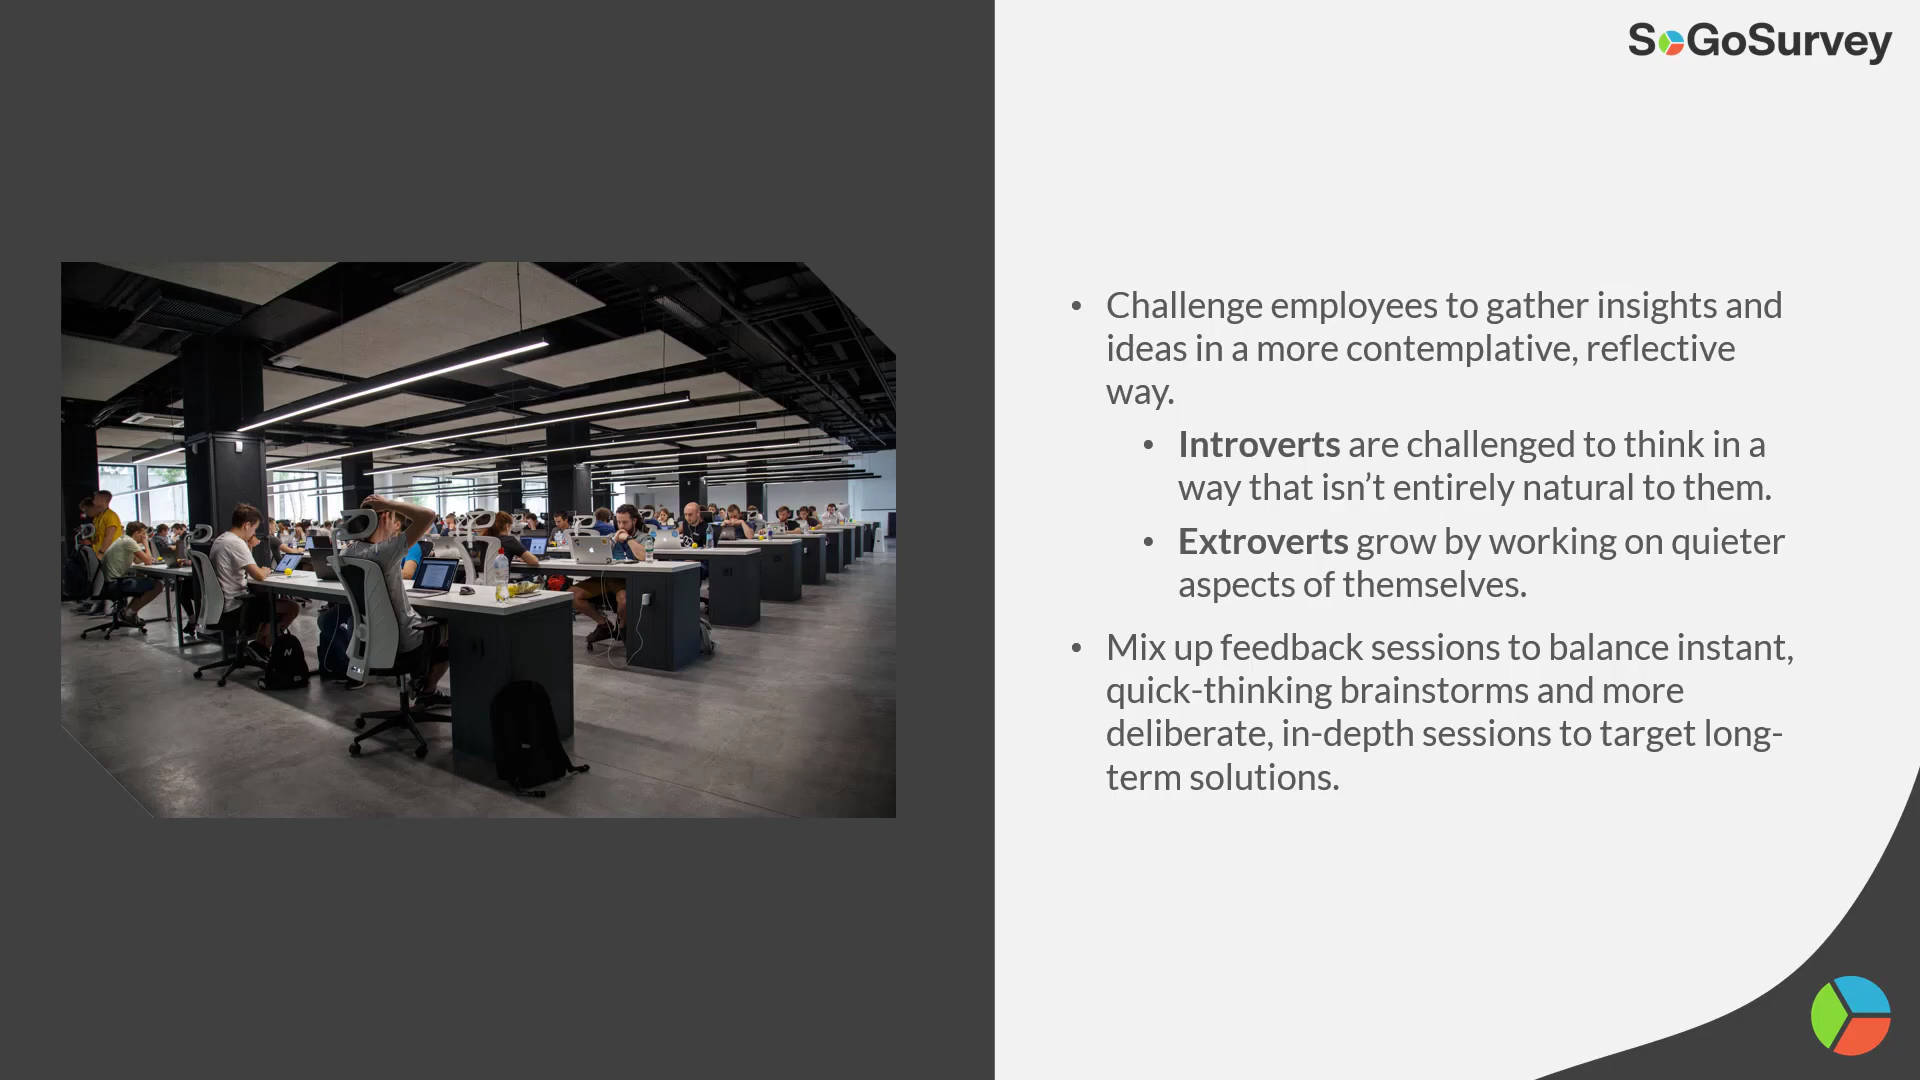 SoGoSurvey
• Challenge employees to gather insights and
ideas in a more contemplative, reflective
way.
• Introverts are challenged to think in a
way that isn’t entirely natural to them.
• Extroverts grow by working on quieter
aspects of themselves.
• Mix up feedback sessions to balance instant,
quick-thinking brainstorms and more
deliberate, in-depth sessions to target long-
term solutions.